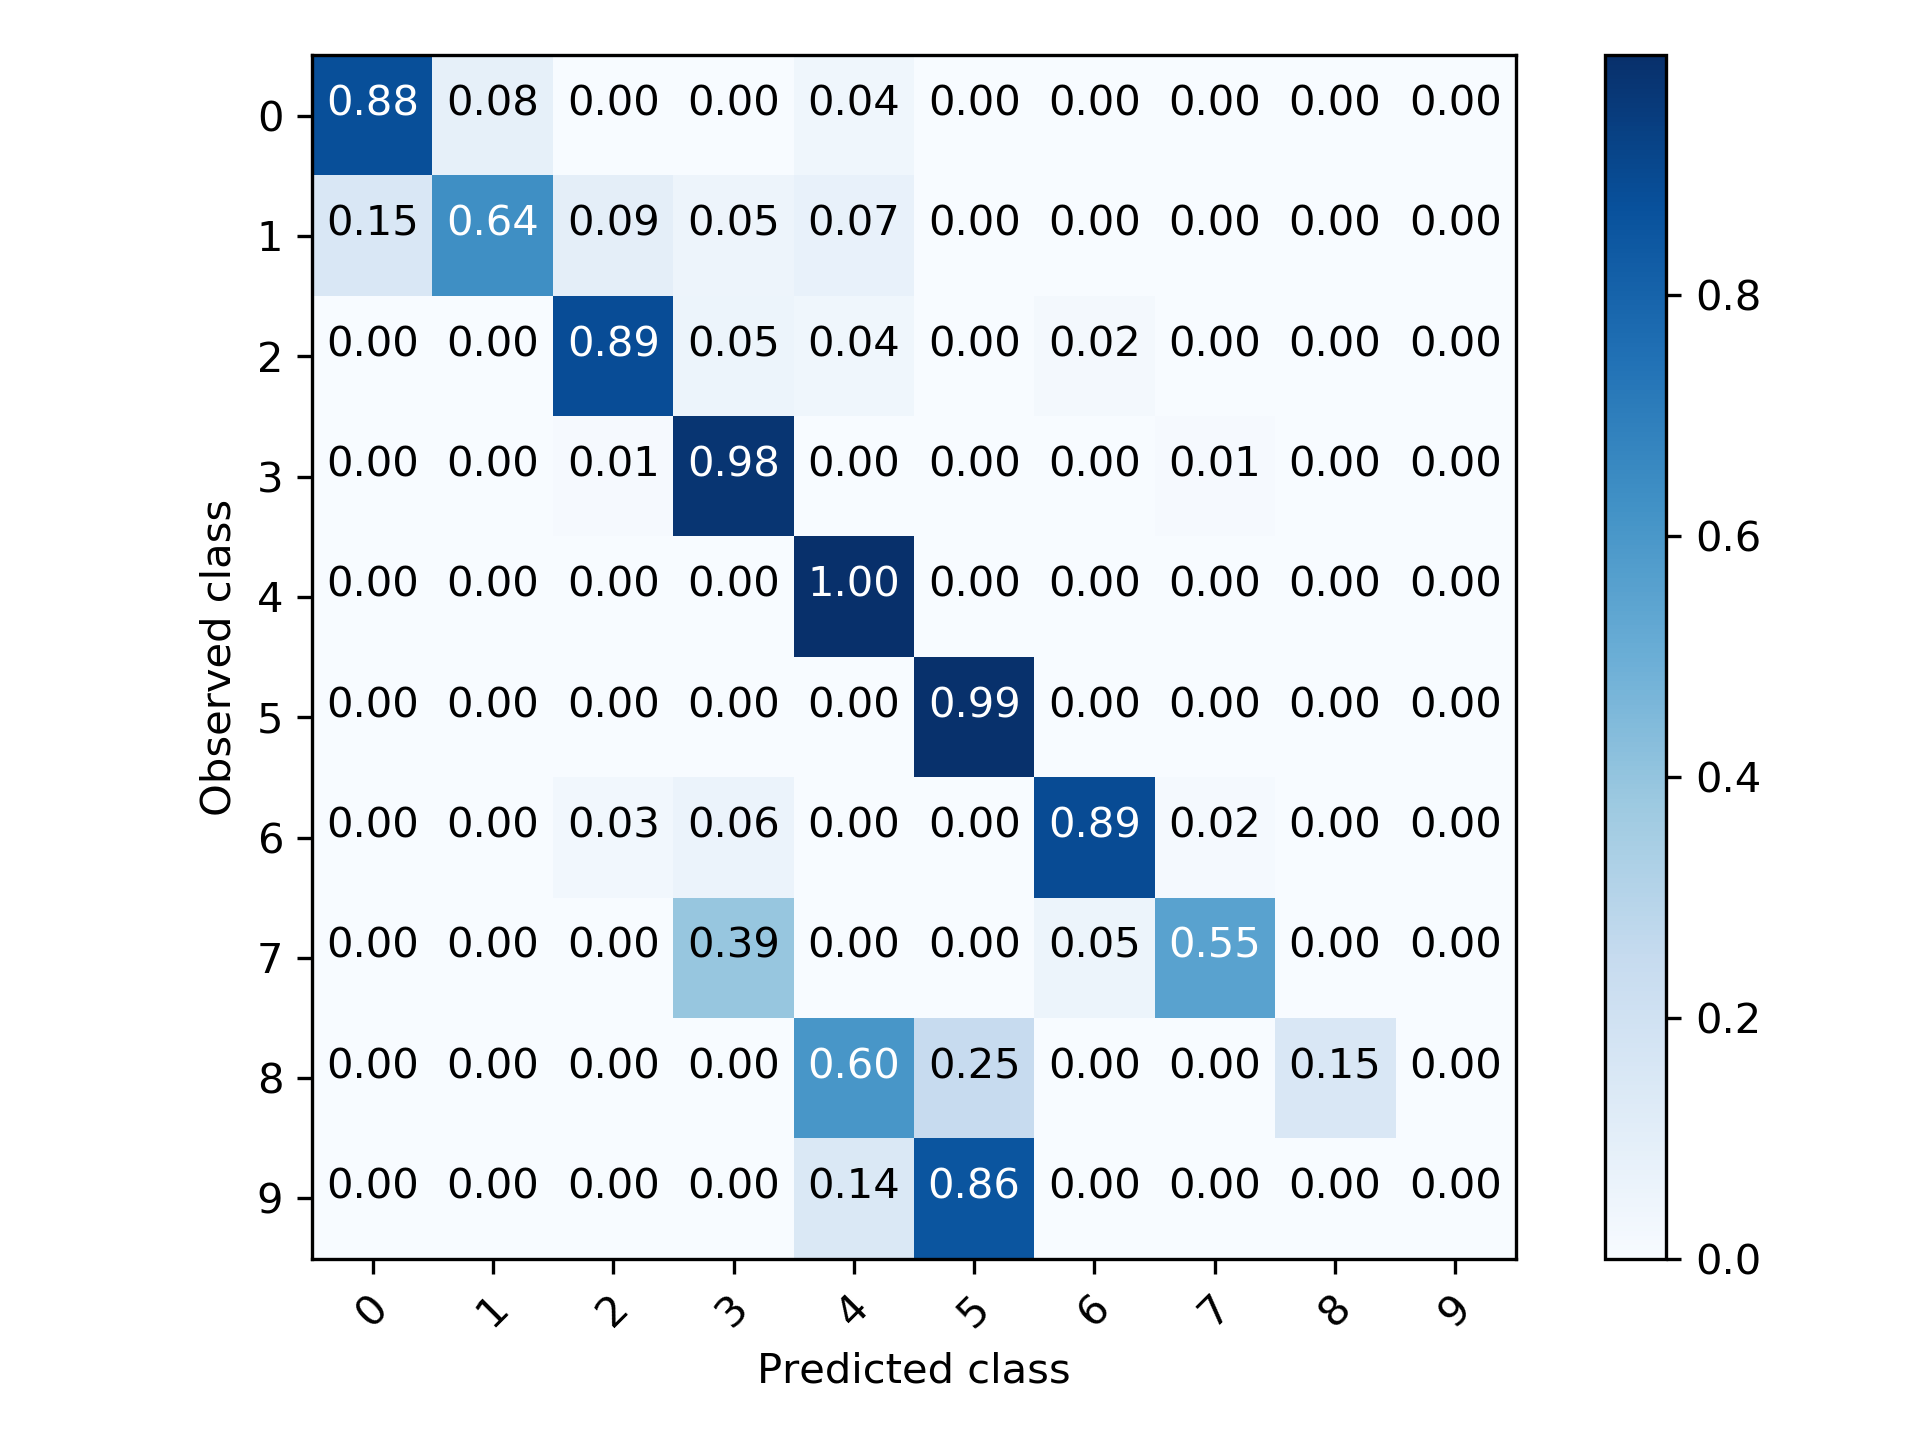 0 0.88 0.08 0.00 0.00 0.04 0.00 0.00 0.00 0.00 0.00
1 0.15 0.64 0.09 0.05 0.07 0.00 0.00 0.00 0.00 0.00
2 0.00 0.00 0.89 0.05 0.04 0.00 0.02 0.00 0.00 0.00
3 0.00 0.00 0.01 0.98 0.00 0.00 0.00 0.01 0.00 0.00
4 0.00 0.00 0.00 0.00 1.00 0.00 0.00 0.00 0.00 0.00
5 0.00 0.00 0.00 0.00 0.00 0.99 0.00 0.00 0.00 0.00
6 0.00 0.00 0.03 0.06 0.00 0.00 0.89 0.02 0.00 0.00
7 0.00 0.00 0.00 0.39 0.00 0.00 0.05 0.55 0.00 0.00
8 0.00 0.00 0.00 0.00 0.60 0.25 0.00 0.00 0.15 0.00
9 0.00 0.00 0.00 0.00 0.14 0.86 0.00 0.00 0.00 0.00
0 1 2 3 4 5 6 7 8 9
Predicted class
Observed class
0.8
0.6
0.4
0.2
0.0